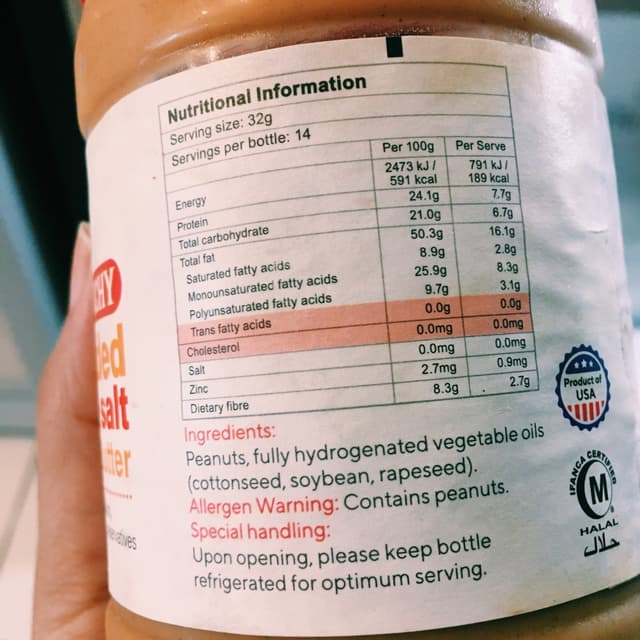 Nutritional Information
Serving size: 32g
Servings per bottle: 14
Per 100g Per Serve
Energy 2473 kJ / 591 kcal 791 kJ / 189 kcal
Protein 24.1g 7.7g
Total carbohydrate 21.0g 6.7g
Total fat 50.3g 16.1g
Saturated fatty acids 8.9g 2.8g
Monounsaturated fatty acids 25.9g 8.3g
Polyunsaturated fatty acids 9.7g 3.1g
Trans fatty acids 0.0g 0.0g
Cholesterol 0.0mg 0.0mg
Salt 0.0mg 0.0mg
Zinc 2.7mg 0.9mg
Dietary fibre 8.3g 2.7g
Ingredients:
Peanuts, fully hydrogenated vegetable oils
(cottonseed, soybean, rapeseed).
Allergen Warning: Contains peanuts.
Special handling:
Upon opening, please keep bottle
refrigerated for optimum serving.
Product of
USA
IFANCA CERTIFIED
M
HALAL
حلال
salt